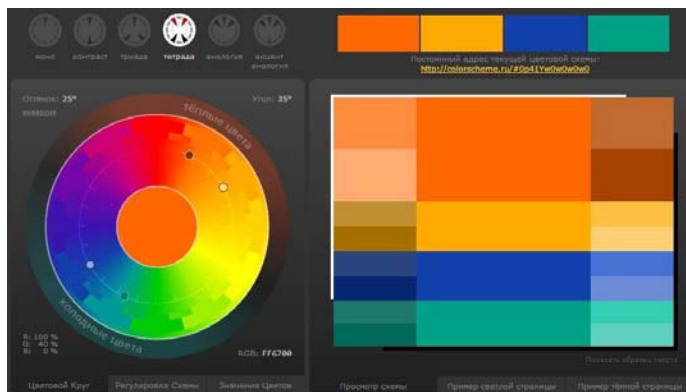 моно контраст триада тетрада аналогия акцент
аналогия
Постоянный адрес текущей цветовой схемы:
http://colorscheme.ru/#0p41Yw0w0w0w0
Оттенок: 25° Угол: 35°
тёплые цвета
холодные цвета
R: 100 %
G: 40 %
B: 0 %
RGB: FF6700
Показать образец текста
Цветовой Круг Регулировка Схемы Значения Цветов Просмотр схемы Пример светлой страницы Пример тёмной страницы